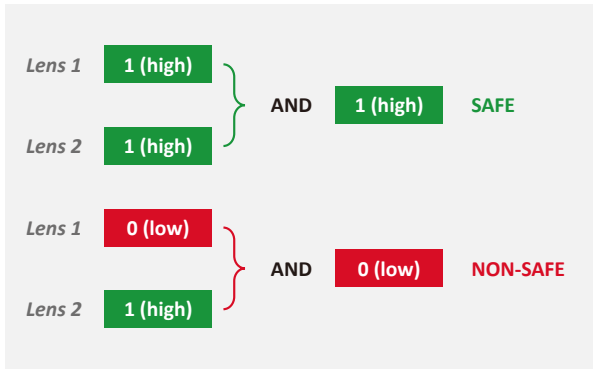 Lens 1 1 (high)
AND 1 (high) SAFE
Lens 2 1 (high)
Lens 1 0 (low)
AND 0 (low) NON-SAFE
Lens 2 1 (high)